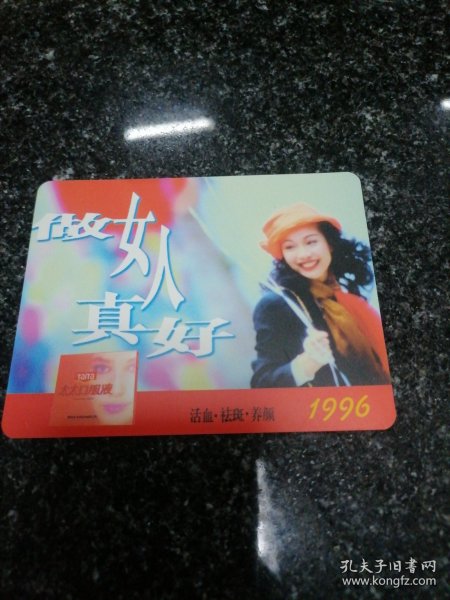 做女人
真好
taita
太太口服液
活血·祛斑·养颜
1996
孔夫子旧书网
www.kongfz.com